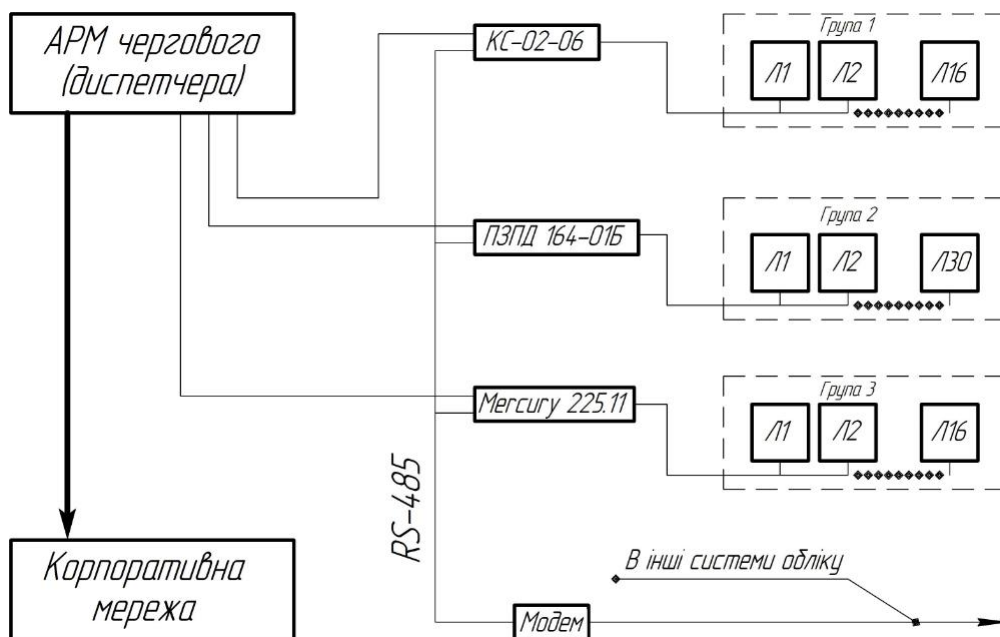 АРМ чергового
(диспетчера)
КС-02-06
Група 1
Л1 Л2 Л16
ПЗПД 164-01Б
Група 2
Л1 Л2 Л30
Mercury 225.11
Група 3
Л1 Л2 Л16
RS-485
В інші системи обліку
Корпоративна
мережа
Модем